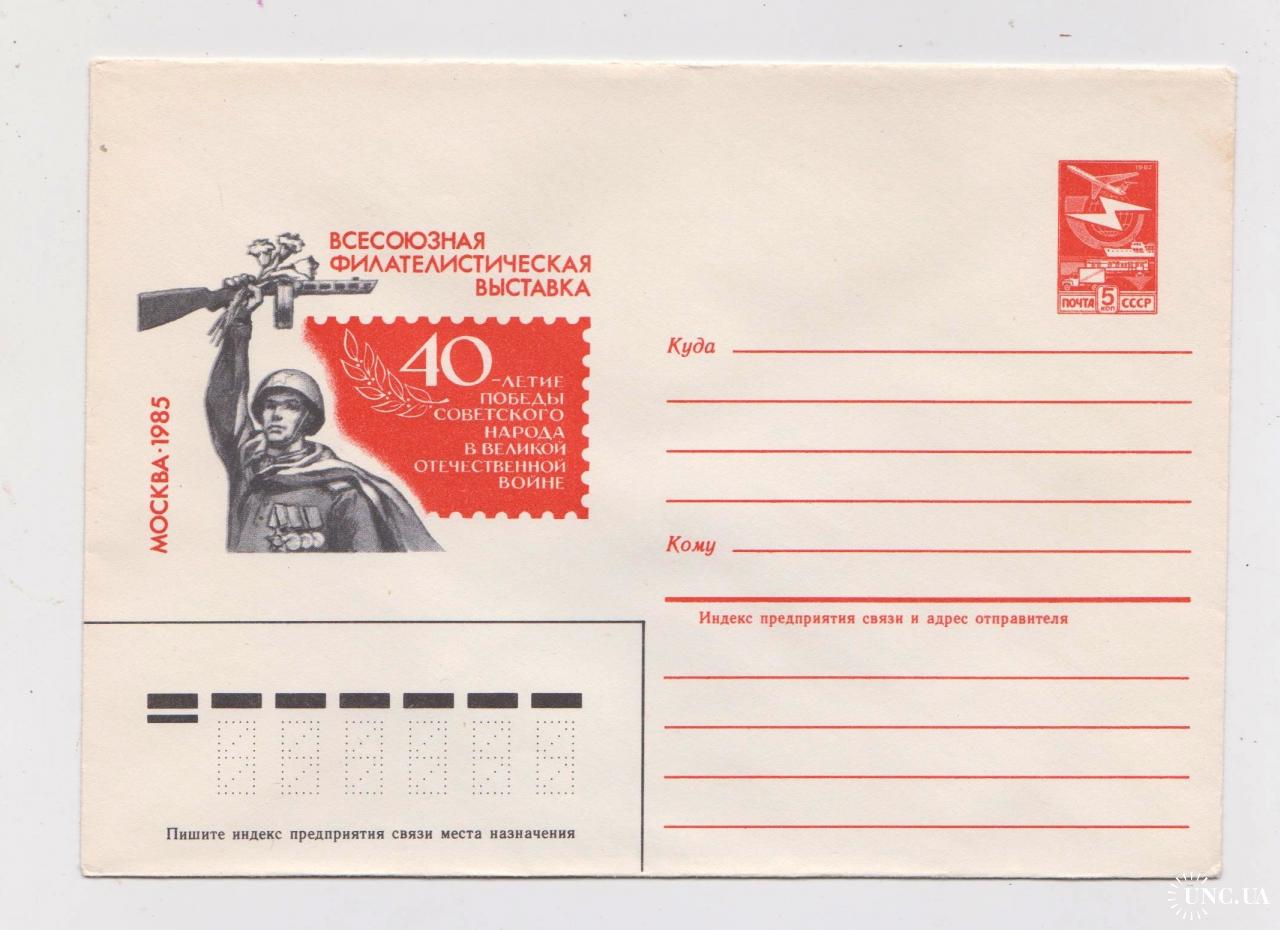 ВСЕСОЮЗНАЯ
ФИЛАТЕЛИСТИЧЕСКАЯ
ВЫСТАВКА
40
-ЛЕТИЕ
ПОБЕДЫ
СОВЕТСКОГО
НАРОДА
В ВЕЛИКОЙ
ОТЕЧЕСТВЕННОЙ
ВОЙНЕ
МОСКВА·1985
1982
ПОЧТА 5 КОП СССР
Куда
Кому
Индекс предприятия связи и адрес отправителя
Пишите индекс предприятия связи места назначения
UNC.UA